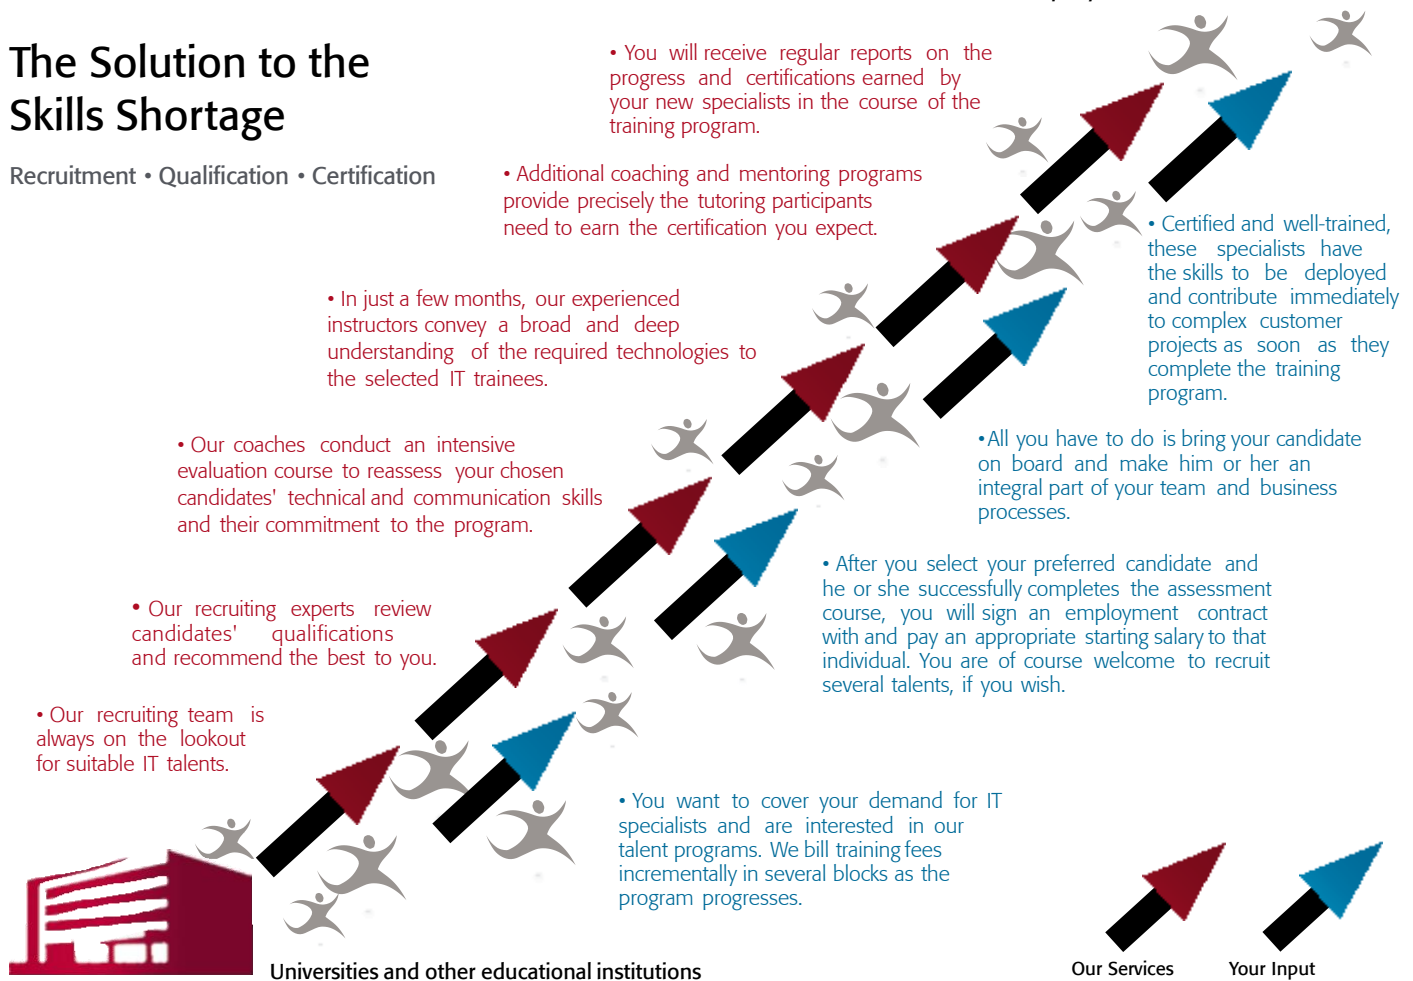 The Solution to the
Skills Shortage
Recruitment • Qualification • Certification
• You will receive regular reports on the
progress and certifications earned by
your new specialists in the course of the
training program.
• Additional coaching and mentoring programs
provide precisely the tutoring participants
need to earn the certification you expect.
• In just a few months, our experienced
instructors convey a broad and deep
understanding of the required technologies to
the selected IT trainees.
• Our coaches conduct an intensive
evaluation course to reassess your chosen
candidates' technical and communication skills
and their commitment to the program.
• Our recruiting experts review
candidates' qualifications
and recommend the best to you.
• Our recruiting team is
always on the lookout
for suitable IT talents.
• Certified and well-trained,
these specialists have
the skills to be deployed
and contribute immediately
to complex customer
projects as soon as they
complete the training
program.
•All you have to do is bring your candidate
on board and make him or her an
integral part of your team and business
processes.
• After you select your preferred candidate and
he or she successfully completes the assessment
course, you will sign an employment contract
with and pay an appropriate starting salary to that
individual. You are of course welcome to recruit
several talents, if you wish.
• You want to cover your demand for IT
specialists and are interested in our
talent programs. We bill training fees
incrementally in several blocks as the
program progresses.
Universities and other educational institutions
Our Services
Your Input